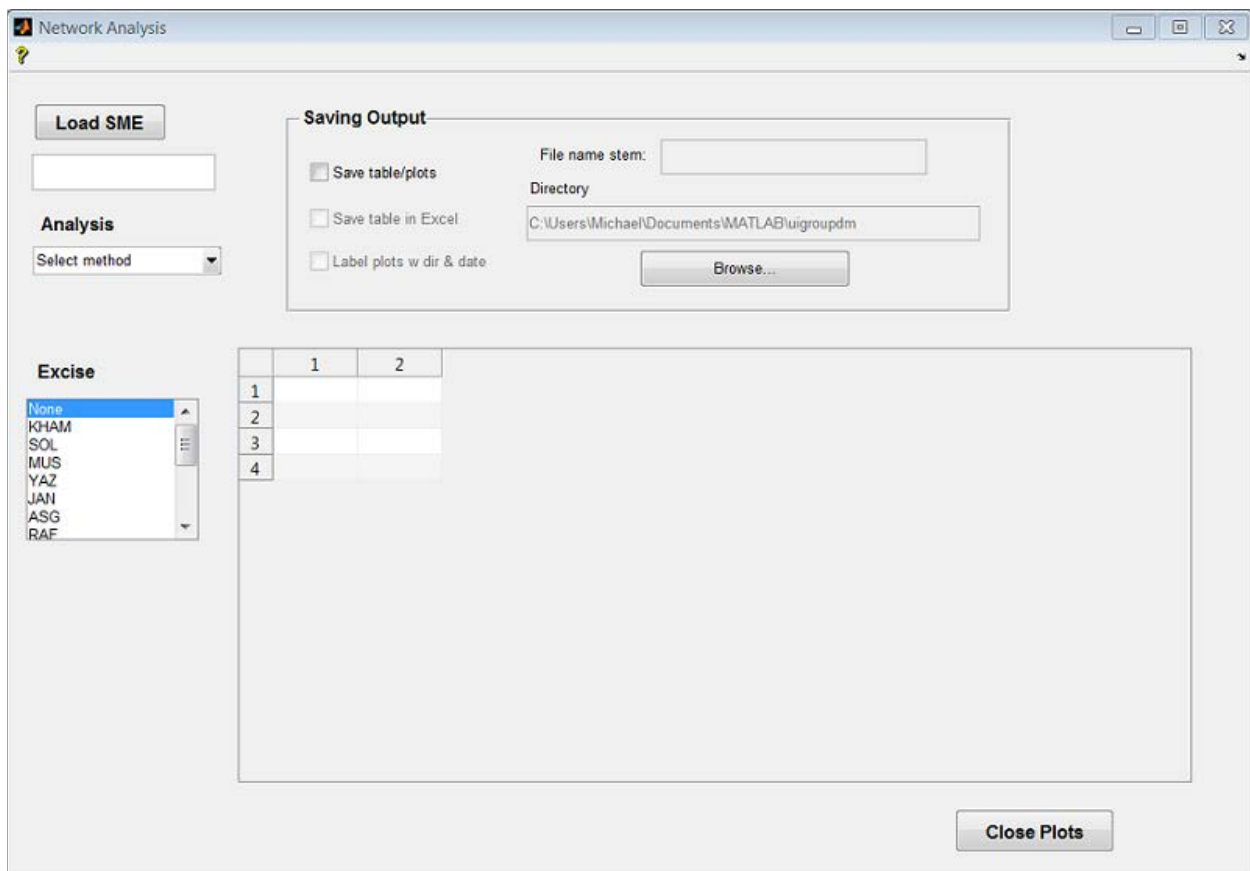 Network Analysis
Load SME
Analysis
Select method
Saving Output
Save table/plots
Save table in Excel
Label plots w dir & date
File name stem:
Directory
C:\Users\Michael\Documents\MATLAB\uigroupdm
Browse...
Excise
None
KHAM
SOL
MUS
YAZ
JAN
ASG
RAF
1 2
1
2
3
4
Close Plots